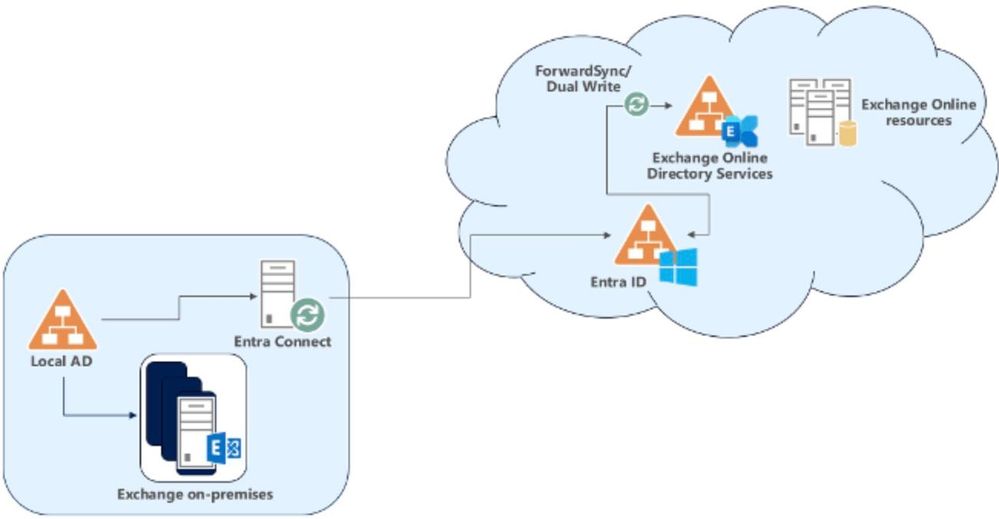 ForwardSync/
Dual Write
Exchange Online
resources
E
Exchange Online
Directory Services
Entra ID
Entra Connect
Local AD
E
Exchange on-premises